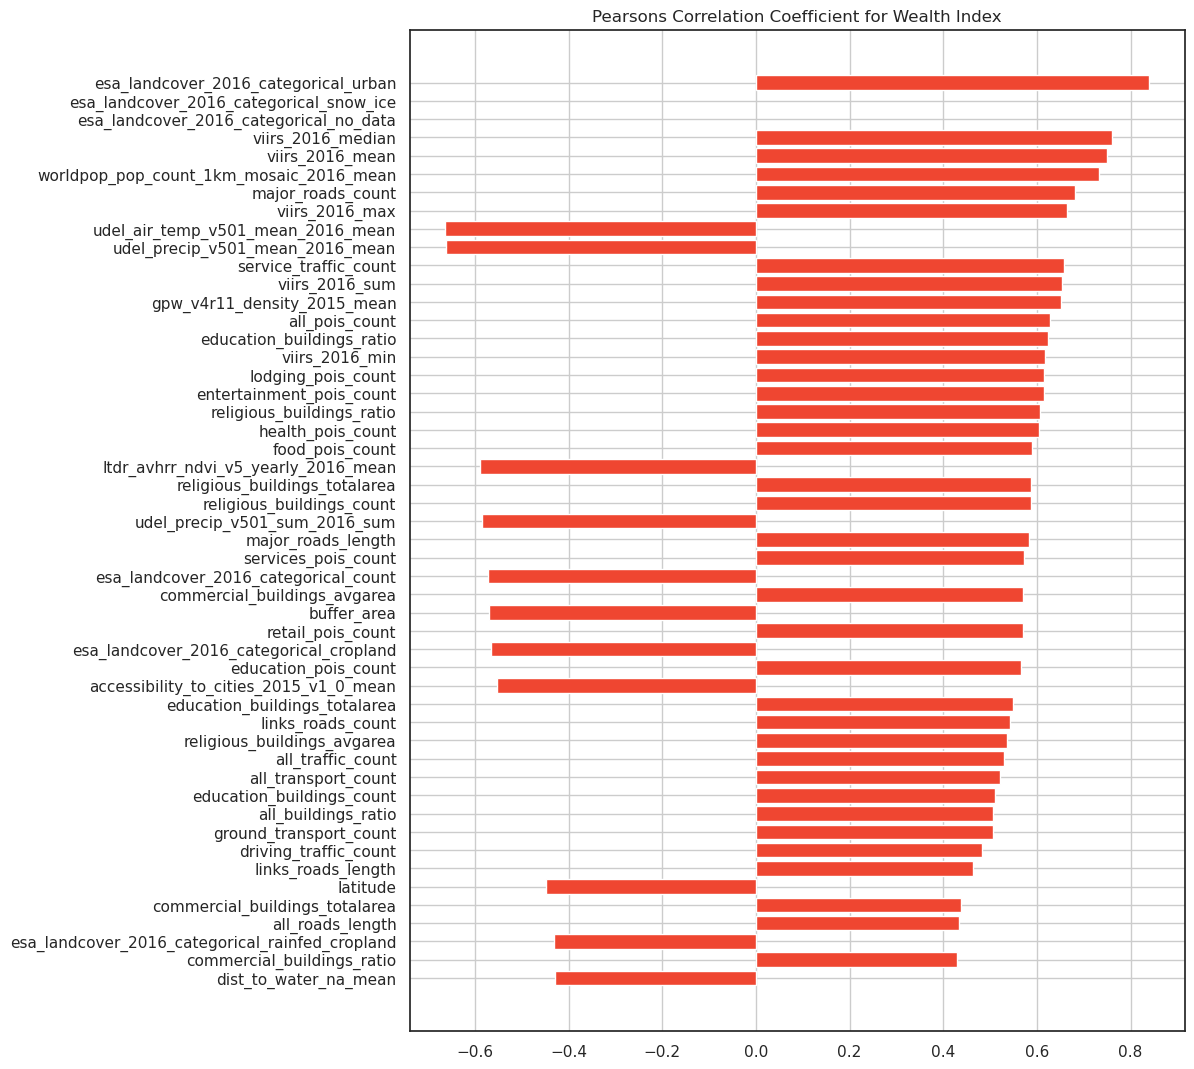 Pearsons Correlation Coefficient for Wealth Index
esa_landcover_2016_categorical_urban
esa_landcover_2016_categorical_snow_ice
esa_landcover_2016_categorical_no_data
viirs_2016_median
viirs_2016_mean
worldpop_pop_count_1km_mosaic_2016_mean
major_roads_count
viirs_2016_max
udel_air_temp_v501_mean_2016_mean
udel_precip_v501_mean_2016_mean
service_traffic_count
viirs_2016_sum
gpw_v4r11_density_2015_mean
all_pois_count
education_buildings_ratio
viirs_2016_min
lodging_pois_count
entertainment_pois_count
religious_buildings_ratio
health_pois_count
food_pois_count
ltdr_avhrr_ndvi_v5_yearly_2016_mean
religious_buildings_totalarea
religious_buildings_count
udel_precip_v501_sum_2016_sum
major_roads_length
services_pois_count
esa_landcover_2016_categorical_count
commercial_buildings_avgarea
buffer_area
retail_pois_count
esa_landcover_2016_categorical_cropland
education_pois_count
accessibility_to_cities_2015_v1_0_mean
education_buildings_totalarea
links_roads_count
religious_buildings_avgarea
all_traffic_count
all_transport_count
education_buildings_count
all_buildings_ratio
ground_transport_count
driving_traffic_count
links_roads_length
latitude
commercial_buildings_totalarea
all_roads_length
esa_landcover_2016_categorical_rainfed_cropland
commercial_buildings_ratio
dist_to_water_na_mean
−0.6 −0.4 −0.2 0.0 0.2 0.4 0.6 0.8